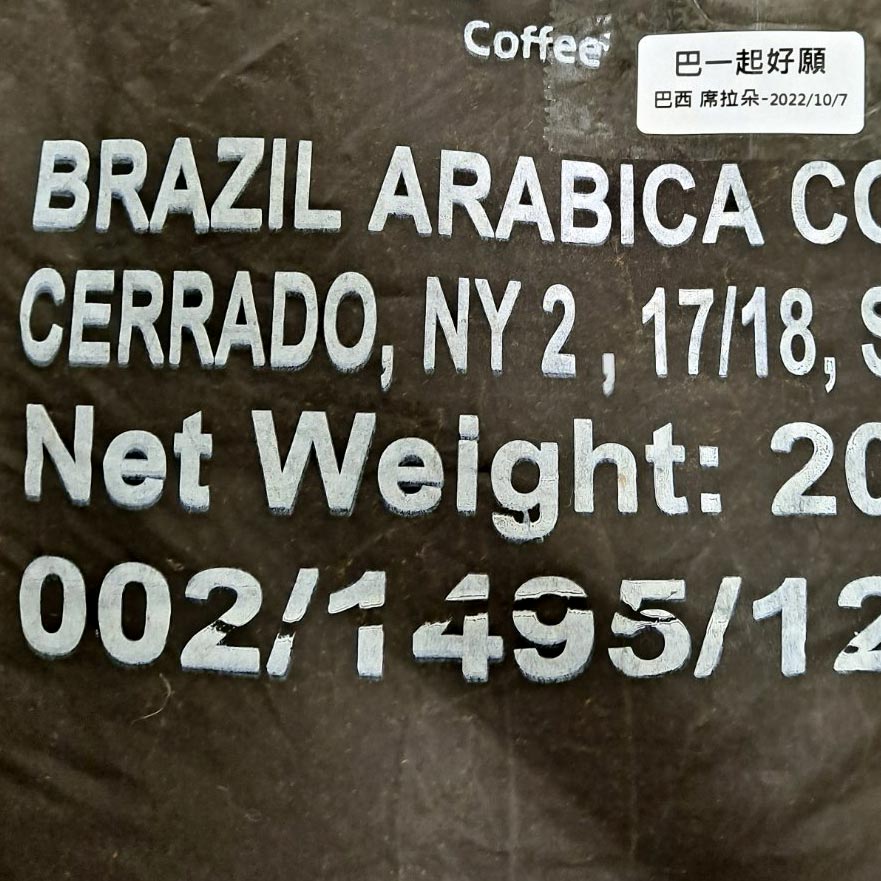 Coffee
巴一起好願
巴西 席拉朵-2022/10/7
BRAZIL ARABICA CO
CERRADO, NY 2 , 17/18, S
Net Weight: 20
002/1495/12